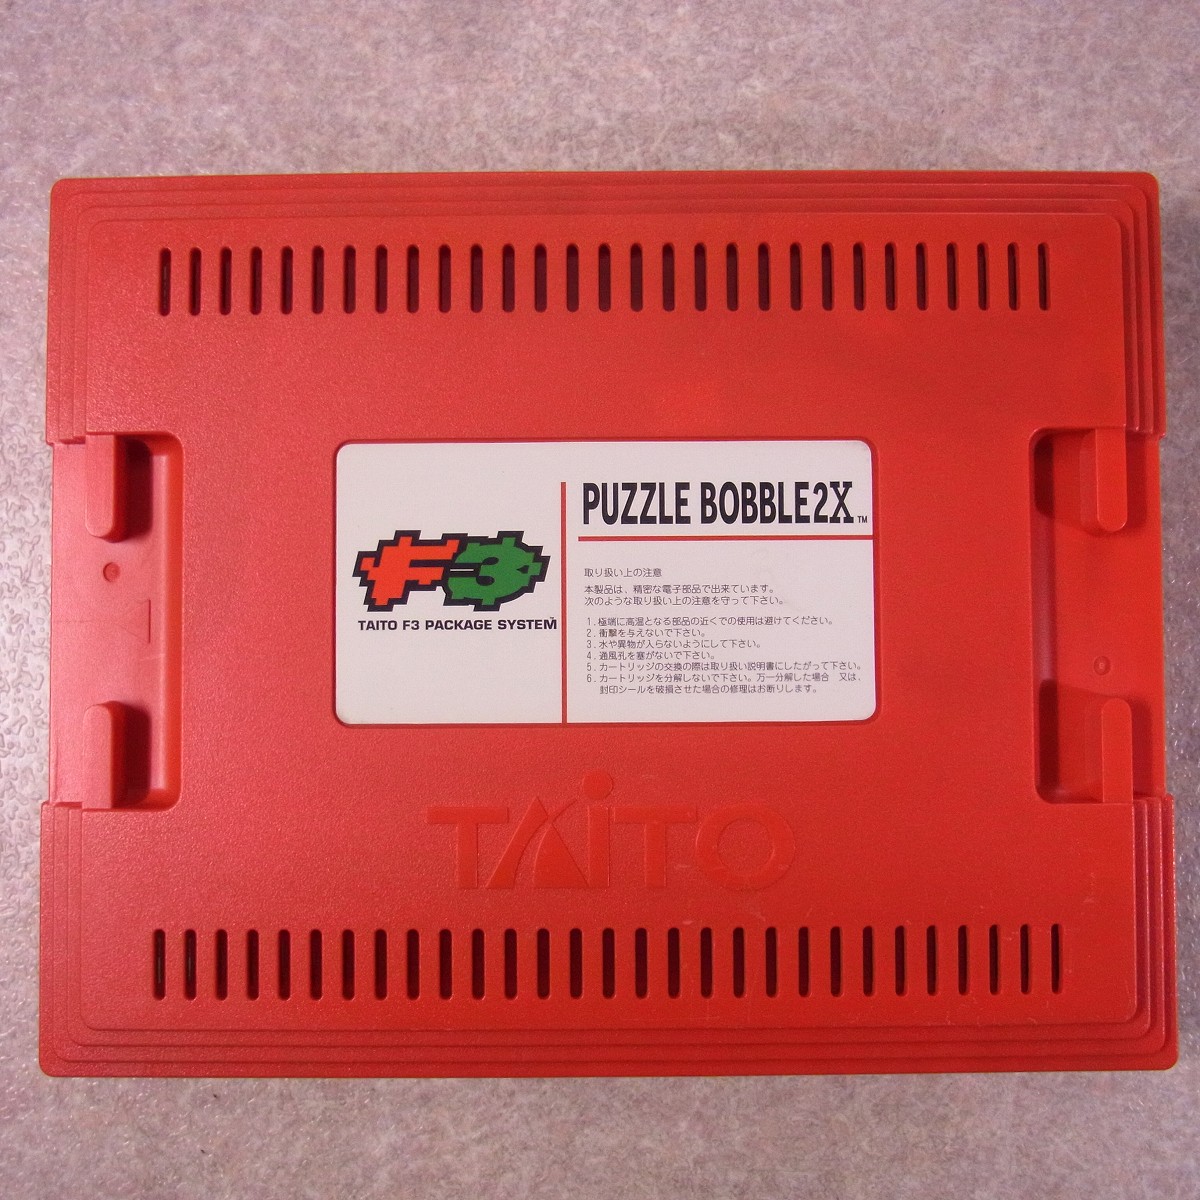 F3
TAITO F3 PACKAGE SYSTEM™
PUZZLE BOBBLE2X™
取り扱い上の注意
本製品は、精密な電子部品で出来ています。
次のような取り扱い上の注意を守って下さい。
1. 極端に高温となる部品の近くでの使用は避けてください。
2. 衝撃を与えないで下さい。
3. 水や異物が入らないようにして下さい。
4. 通風孔を塞がないで下さい。
5. カートリッジの交換の際は取り扱い説明書にしたがって下さい。
6. カートリッジを分解しないで下さい。万一分解した場合 又は、
封印シールを破損させた場合の修理はお断りします。
TAiTO